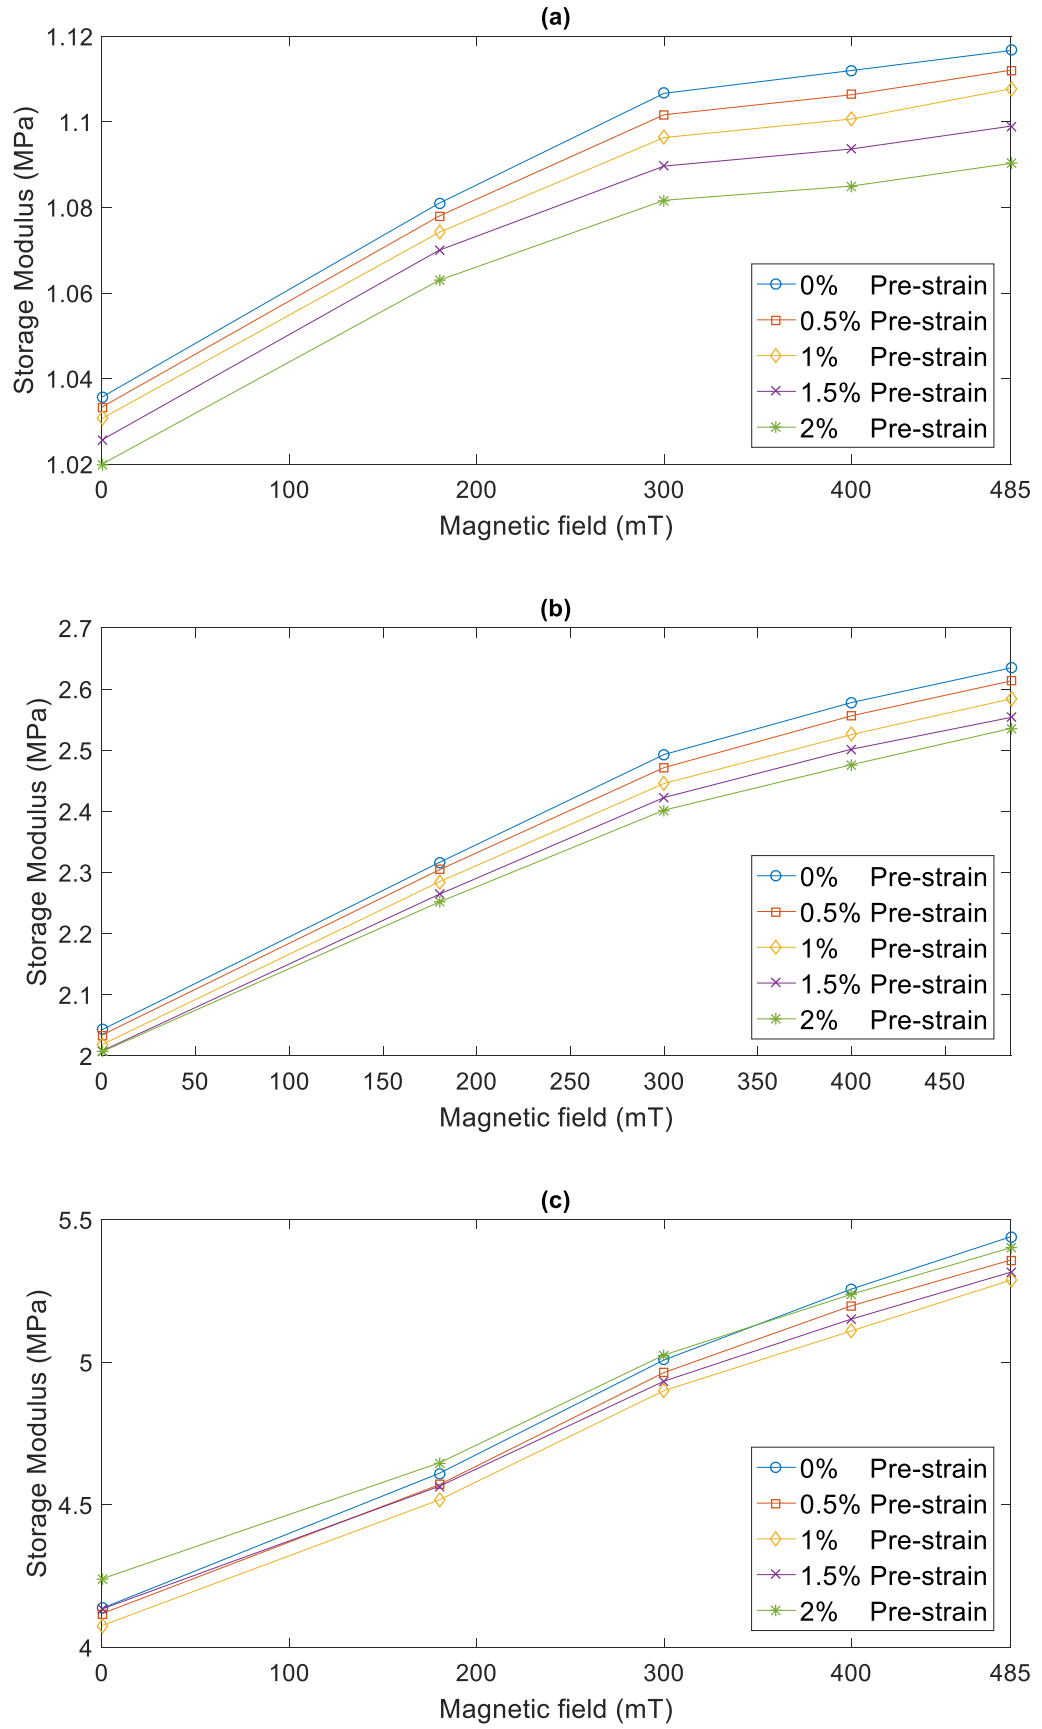 (a)
1.12
1.1
1.08
1.06
1.04
1.02
Storage Modulus (MPa)
0% Pre-strain
0.5% Pre-strain
1% Pre-strain
1.5% Pre-strain
2% Pre-strain
0 100 200 300 400 485
Magnetic field (mT)
(b)
2.7
2.6
2.5
2.4
2.3
2.2
2.1
2
Storage Modulus (MPa)
0% Pre-strain
0.5% Pre-strain
1% Pre-strain
1.5% Pre-strain
2% Pre-strain
0 50 100 150 200 250 300 350 400 450
Magnetic field (mT)
(c)
5.5
5
4.5
4
Storage Modulus (MPa)
0% Pre-strain
0.5% Pre-strain
1% Pre-strain
1.5% Pre-strain
2% Pre-strain
0 100 200 300 400 485
Magnetic field (mT)